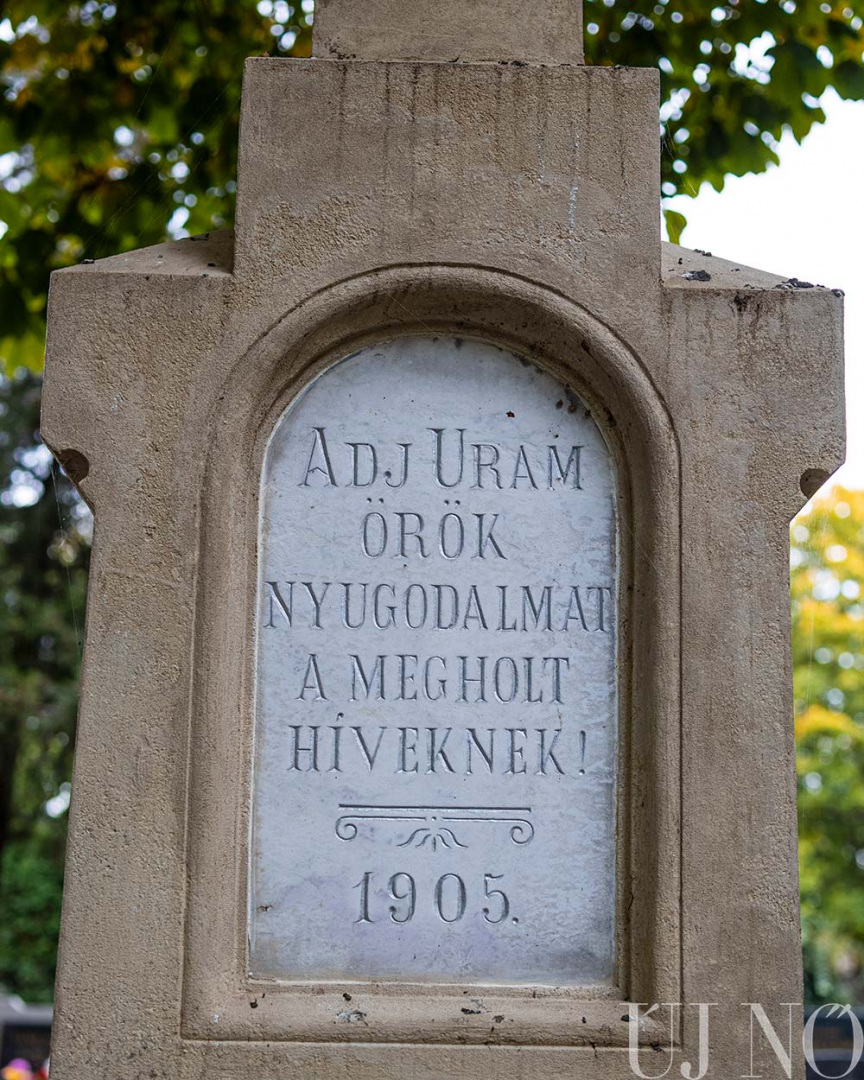 ADJ URAM
ÖRÖK
NYUGODALMAT
A MEGHOLT
HÍVEKNEK!
1905.
ÚJ NŐ